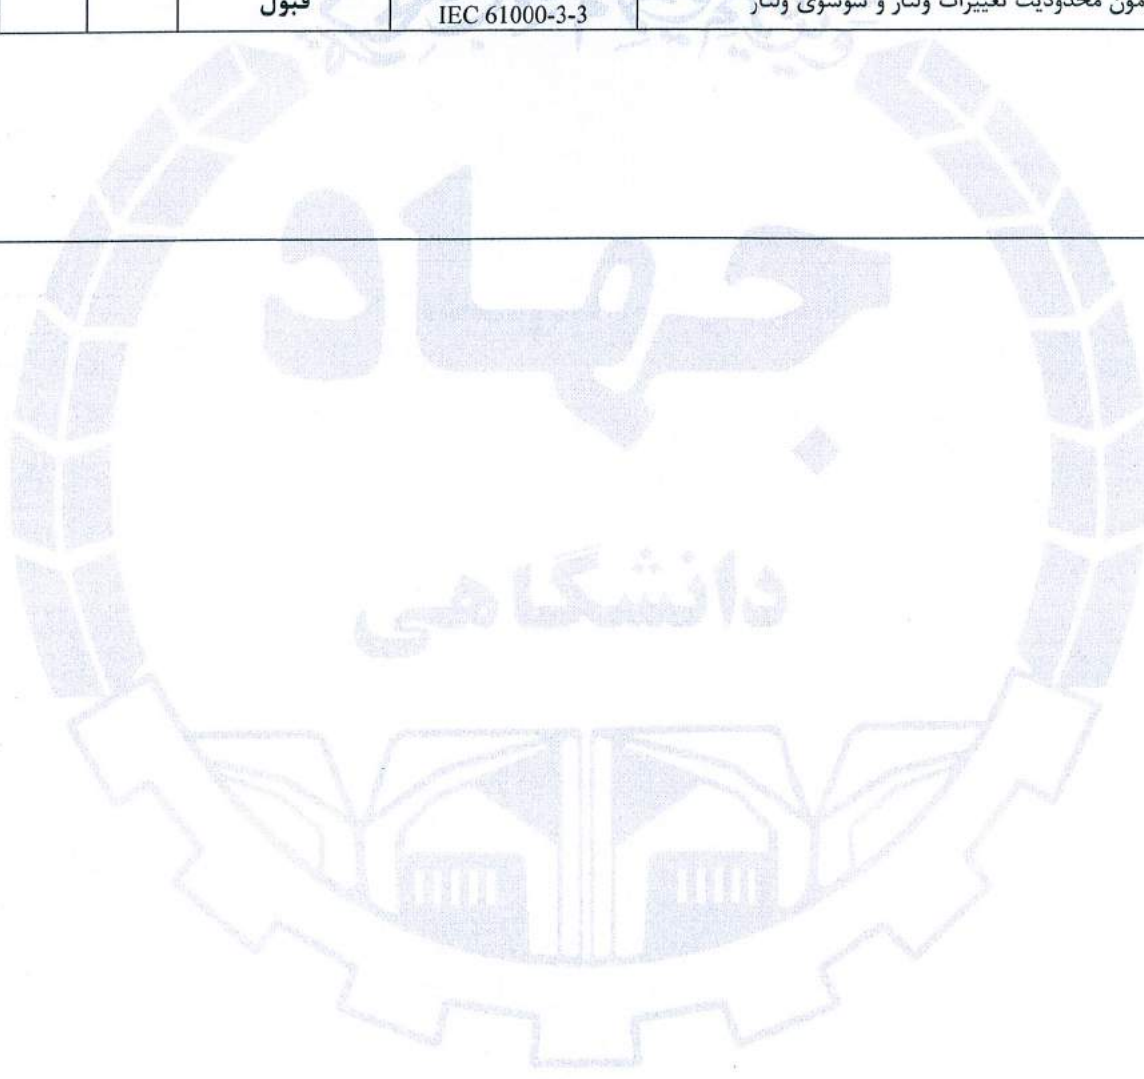 محدودیت تغییرات ولتاژ و سوسوی ولتاژ
IEC 61000-3-3
قبول
جهاد
دانشگاهی